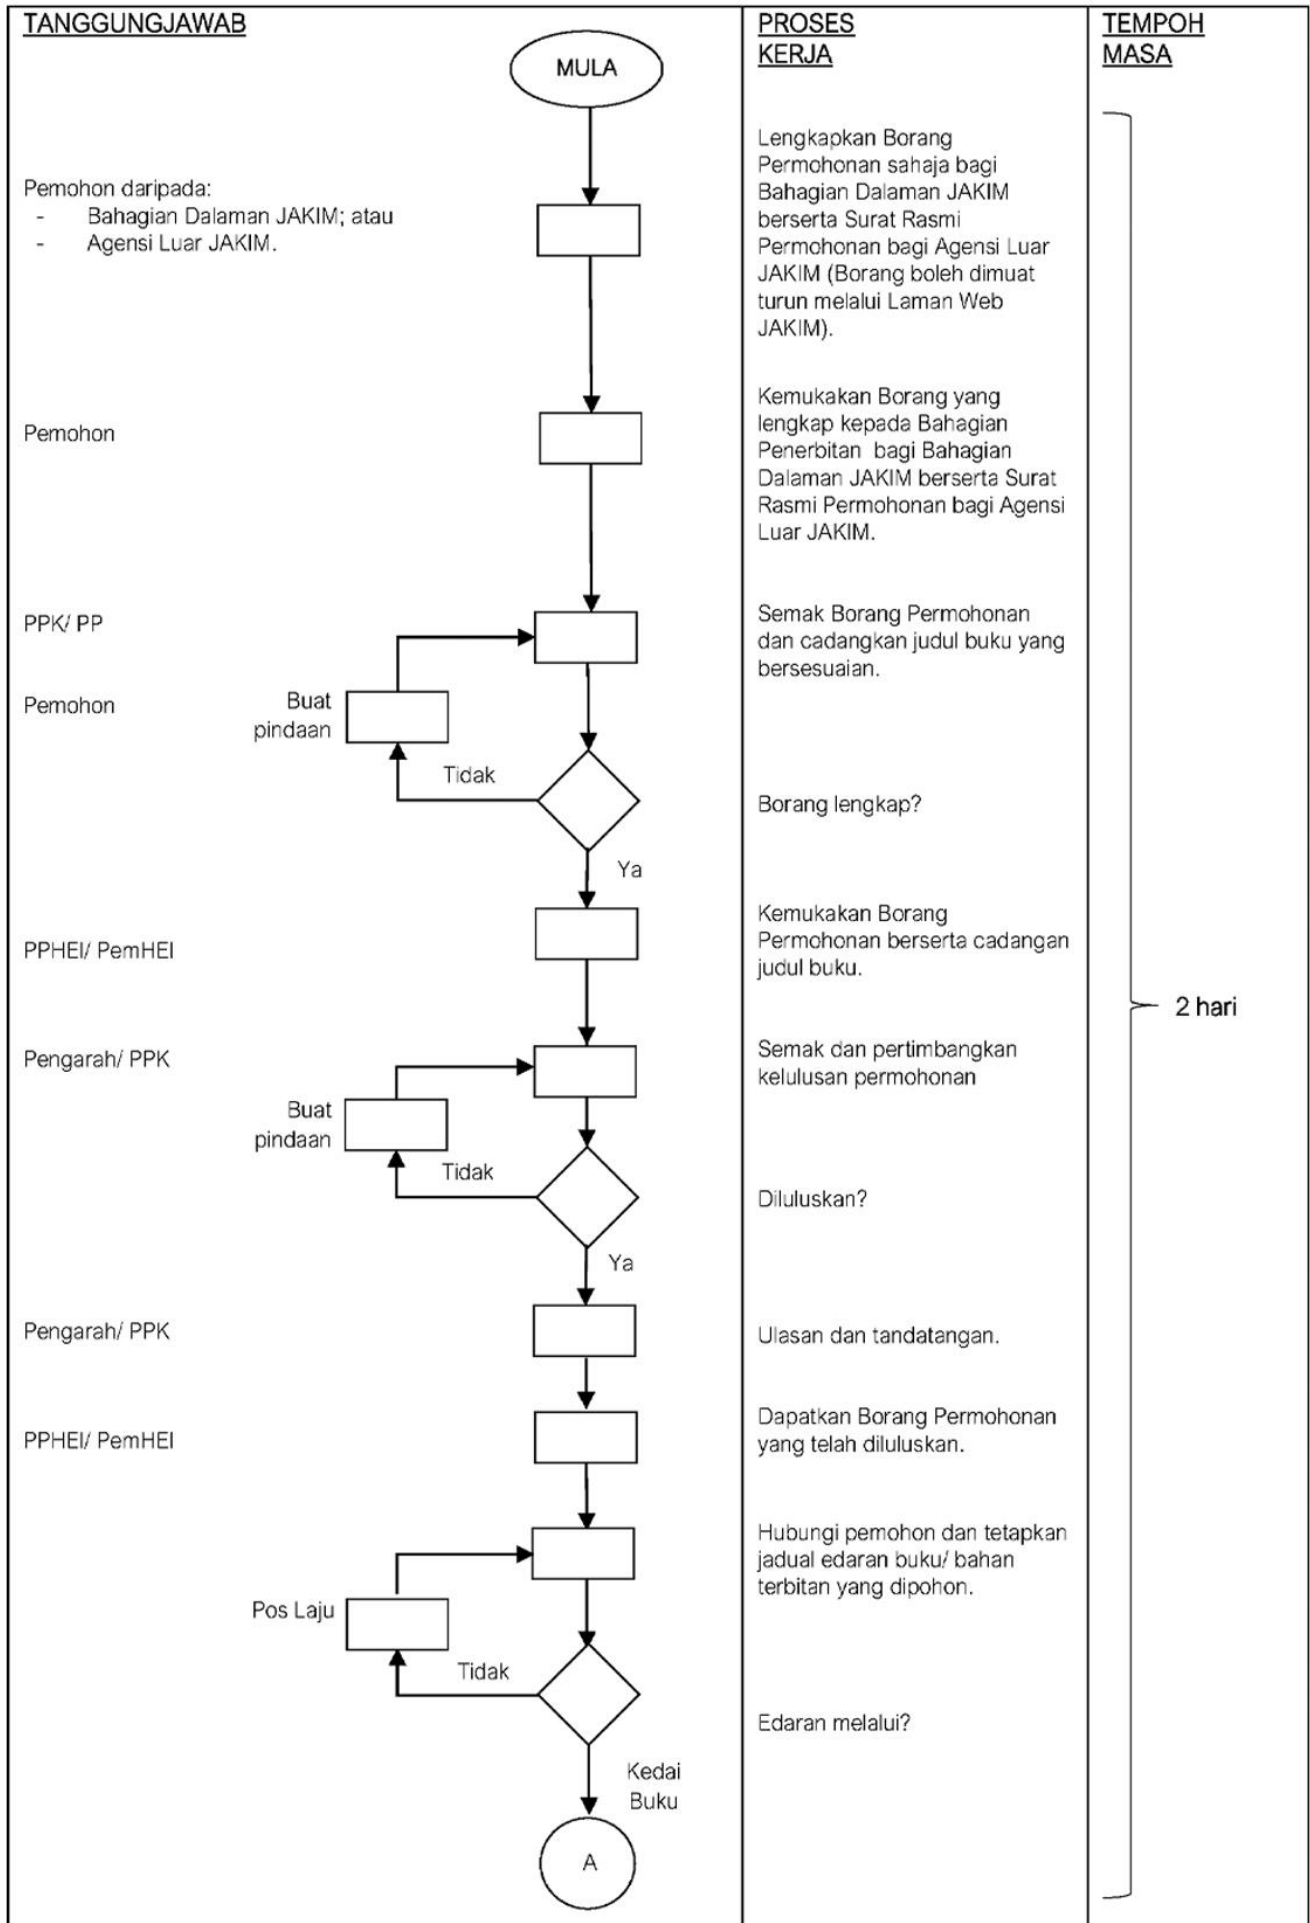 TANGGUNGJAWAB
PROSES
KERJA
TEMPOH
MASA
MULA
Pemohon daripada:
- Bahagian Dalaman JAKIM; atau
- Agensi Luar JAKIM.
Lengkapkan Borang
Permohonan sahaja bagi
Bahagian Dalaman JAKIM
berserta Surat Rasmi
Permohonan bagi Agensi Luar
JAKIM (Borang boleh dimuat
turun melalui Laman Web
JAKIM).
Pemohon
Kemukakan Borang yang
lengkap kepada Bahagian
Penerbitan bagi Bahagian
Dalaman JAKIM berserta Surat
Rasmi Permohonan bagi Agensi
Luar JAKIM.
PPK/ PP
Semak Borang Permohonan
dan cadangkan judul buku yang
bersesuaian.
Pemohon
Buat
pindaan
Tidak
Borang lengkap?
Ya
PPHEI/ PemHEI
Kemukakan Borang
Permohonan berserta cadangan
judul buku.
2 hari
Pengarah/ PPK
Semak dan pertimbangkan
kelulusan permohonan
Buat
pindaan
Tidak
Diluluskan?
Ya
Pengarah/ PPK
Ulasan dan tandatangan.
PPHEI/ PemHEI
Dapatkan Borang Permohonan
yang telah diluluskan.
Hubungi pemohon dan tetapkan
jadual edaran buku/ bahan
terbitan yang dipohon.
Pos Laju
Tidak
Edaran melalui?
Kedai
Buku
A